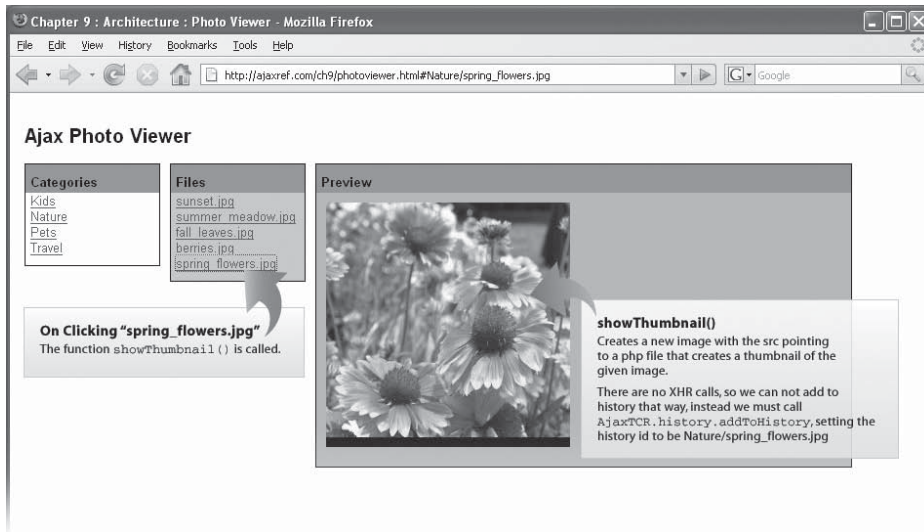 Chapter 9 : Architecture : Photo Viewer - Mozilla Firefox
File Edit View History Bookmarks Tools Help
http://ajaxref.com/ch9/photoviewer.html#Nature/spring_flowers.jpg
G Google
Ajax Photo Viewer
Categories
Kids
Nature
Pets
Travel
Files
sunset.jpg
summer_meadow.jpg
fall_leaves.jpg
berries.jpg
spring_flowers.jpg
Preview
On Clicking “spring_flowers.jpg”
The function showThumbnail() is called.
showThumbnail()
Creates a new image with the src pointing
to a php file that creates a thumbnail of the
given image.
There are no XHR calls, so we can not add to
history that way, instead we must call
AjaxTCR.history.addToHistory, setting the
history id to be Nature/spring_flowers.jpg